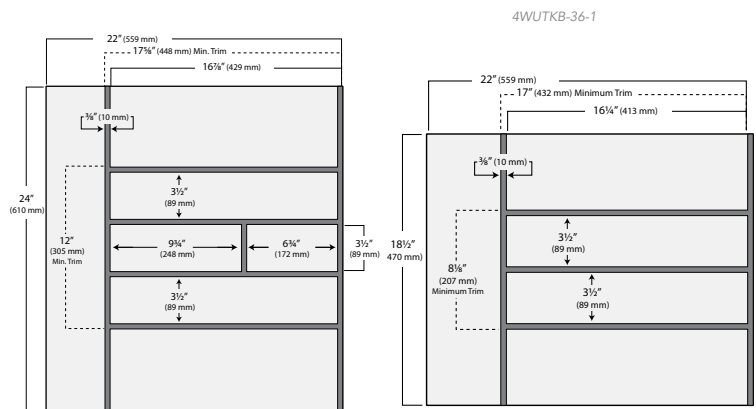 4WUTKB-36-1
22" (559 mm)
17⅝" (448 mm) Min. Trim
16⅞" (429 mm)
⅜" (10 mm)
24"
(610 mm)
12"
(305 mm)
Min. Trim
3½"
(89 mm)
9¾"
(248 mm)
6¾"
(172 mm)
3½"
(89 mm)
3½"
(89 mm)
22" (559 mm)
17" (432 mm) Minimum Trim
16¼" (413 mm)
⅜" (10 mm)
18½"
470 mm)
8⅛"
(207 mm)
Minimum Trim
3½"
(89 mm)
3½"
(89 mm)